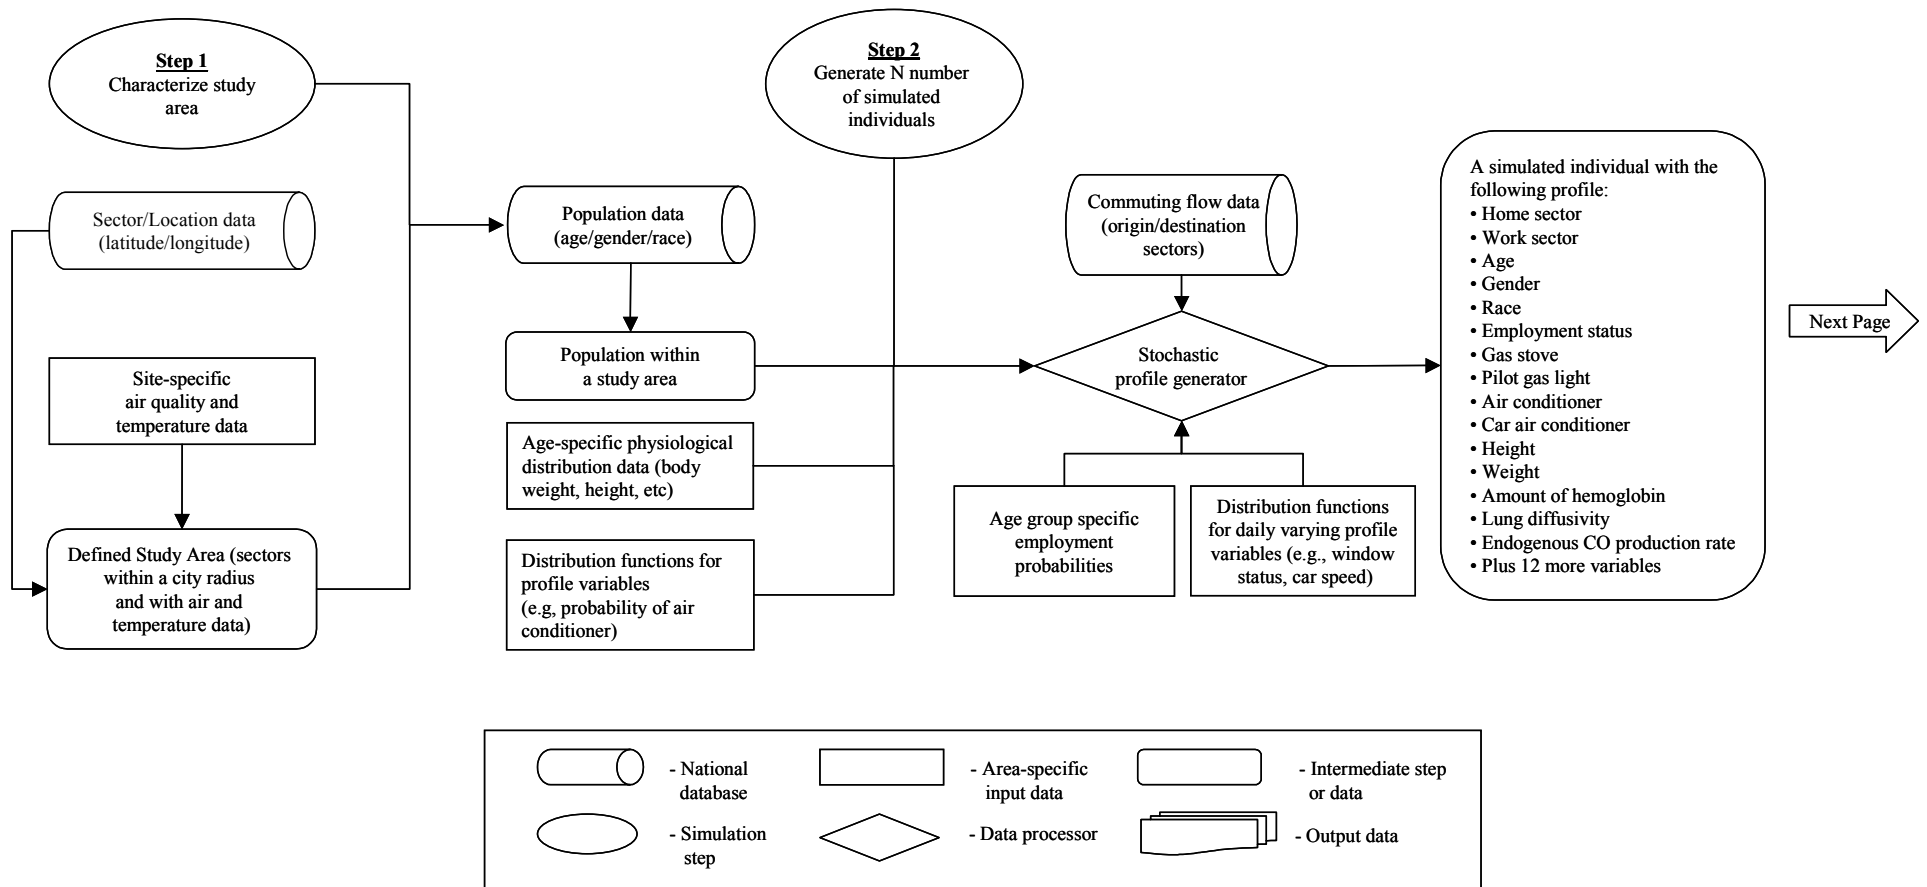 Step 1
Characterize study
area
Sector/Location data
(latitude/longitude)
Site-specific
air quality and
temperature data
Defined Study Area (sectors
within a city radius
and with air and
temperature data)
Population data
(age/gender/race)
Population within
a study area
Age-specific physiological
distribution data (body
weight, height, etc)
Distribution functions for
profile variables
(e.g, probability of air
conditioner)
Step 2
Generate N number
of simulated
individuals
Commuting flow data
(origin/destination
sectors)
Stochastic
profile generator
Age group specific
employment
probabilities
Distribution functions
for daily varying profile
variables (e.g., window
status, car speed)
A simulated individual with the
following profile:
• Home sector
• Work sector
• Age
• Gender
• Race
• Employment status
• Gas stove
• Pilot gas light
• Air conditioner
• Car air conditioner
• Height
• Weight
• Amount of hemoglobin
• Lung diffusivity
• Endogenous CO production rate
• Plus 12 more variables
Next Page
- National
database
- Area-specific
input data
- Intermediate step
or data
- Simulation
step
- Data processor
- Output data